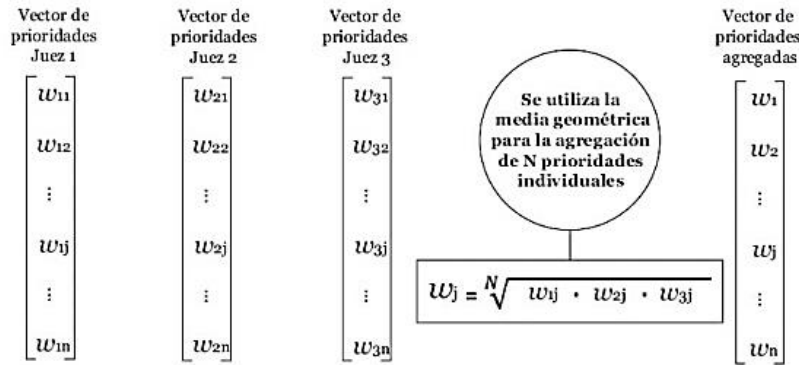 Vector de
prioridades
Juez 1
w11
w12
⋮
w1j
⋮
w1n
Vector de
prioridades
Juez 2
w21
w22
⋮
w2j
⋮
w2n
Vector de
prioridades
Juez 3
w31
w32
⋮
w3j
⋮
w3n
Se utiliza la
media geométrica
para la agregación
de N prioridades
individuales
wj = N√ w1j · w2j · w3j
Vector de
prioridades
agregadas
w1
w2
⋮
wj
⋮
wn